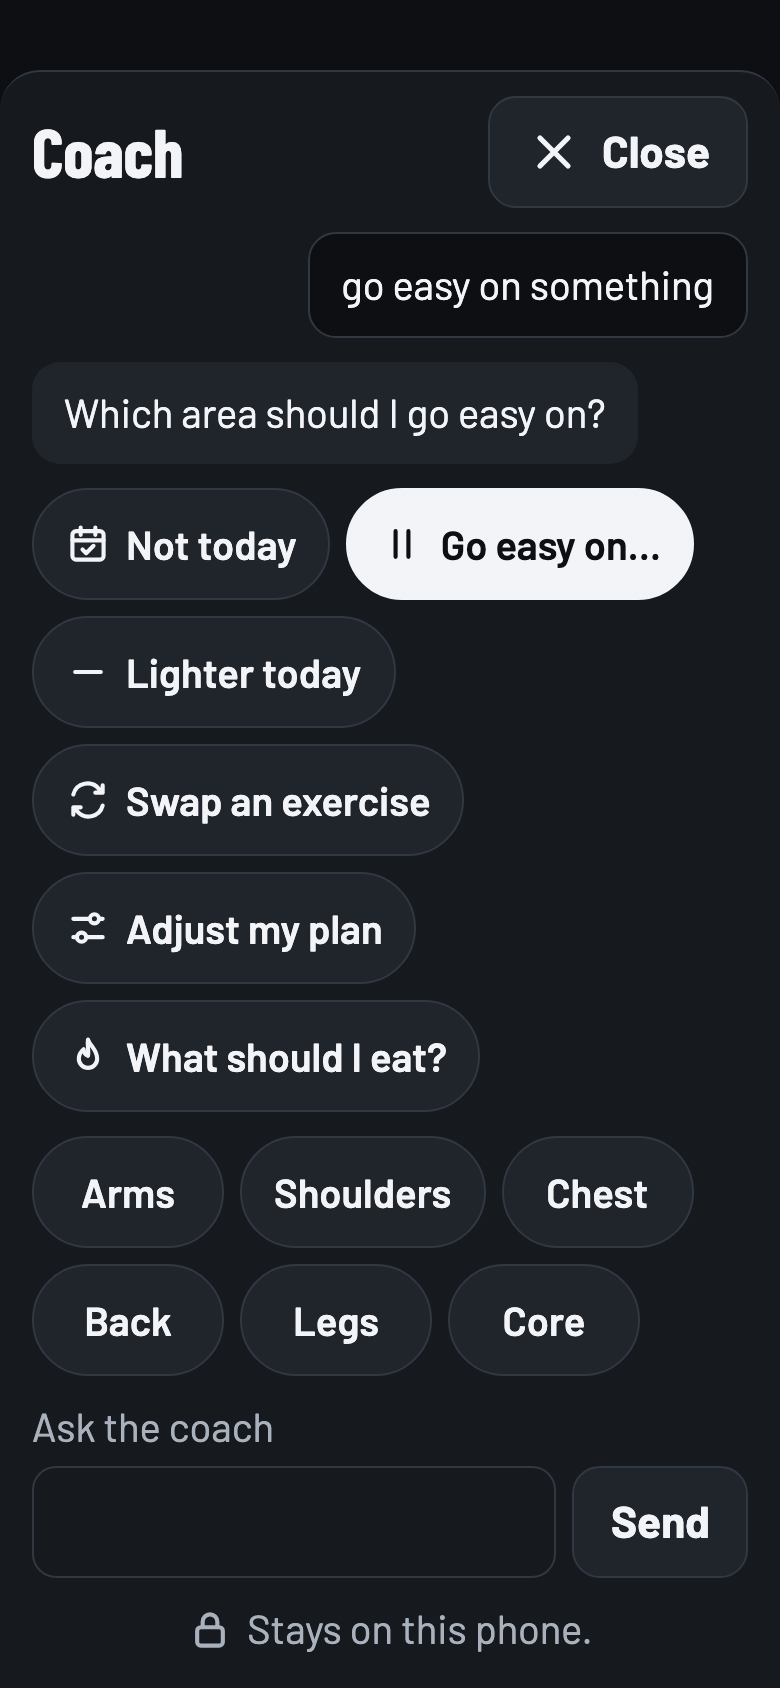 Coach
Close
go easy on something
Which area should I go easy on?
Not today
Go easy on...
Lighter today
Swap an exercise
Adjust my plan
What should I eat?
Arms
Shoulders
Chest
Back
Legs
Core
Ask the coach
Send
Stays on this phone.